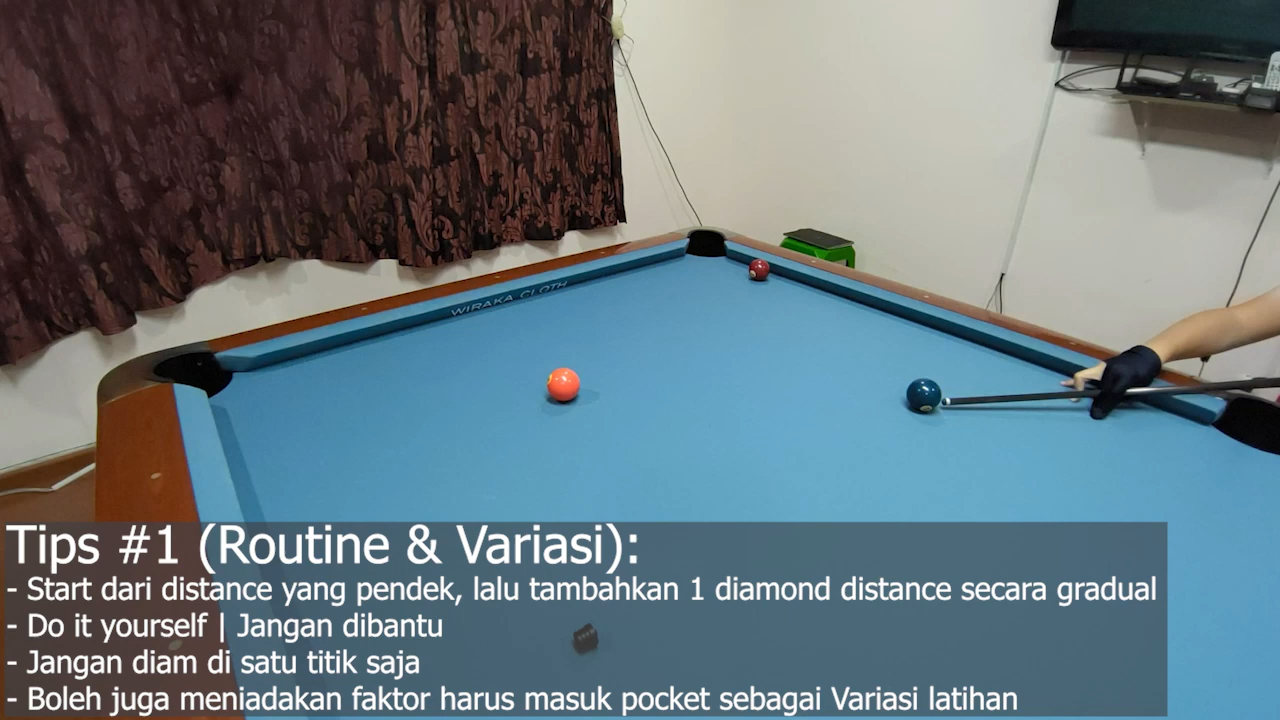 WIRAKA CLOTH
Tips #1 (Routine & Variasi):
- Start dari distance yang pendek, lalu tambahkan 1 diamond distance secara gradual
- Do it yourself | Jangan dibantu
- Jangan diam di satu titik saja
- Boleh juga meniadakan faktor harus masuk pocket sebagai Variasi latihan